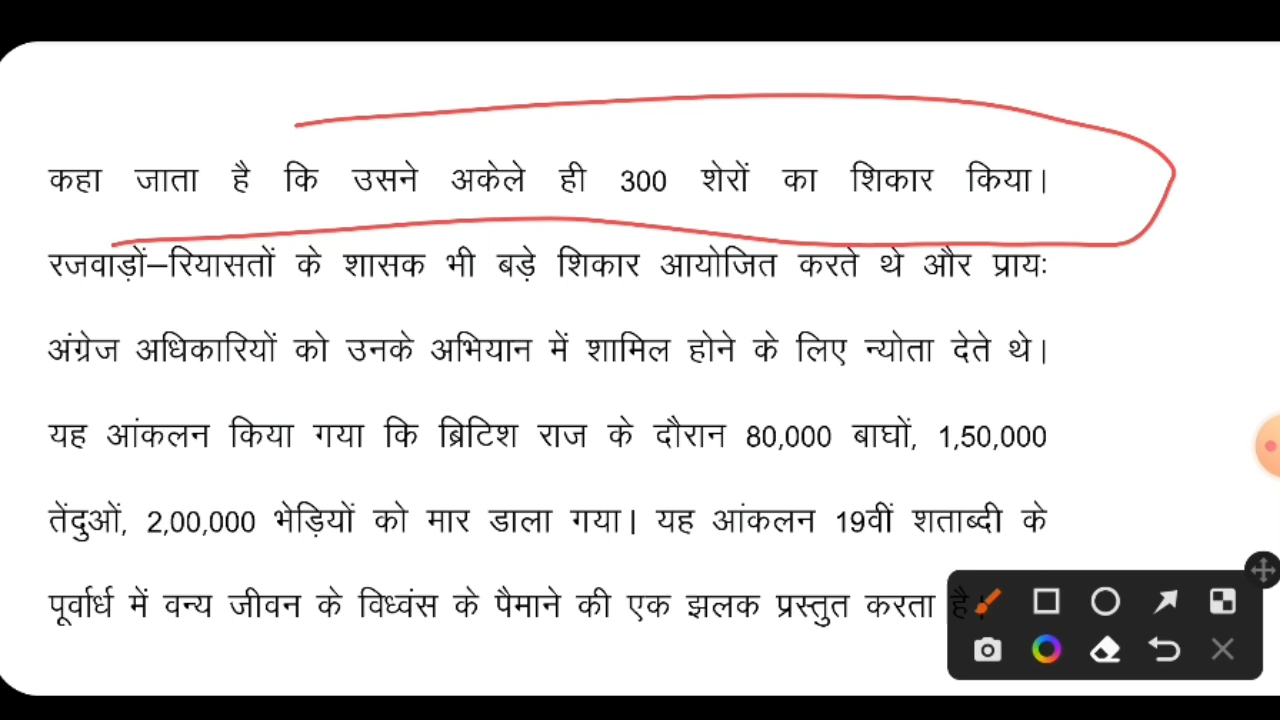 कहा जाता है कि उसने अकेले ही 300 शेरों का शिकार किया।
रजवाड़ों–रियासतों के शासक भी बड़े शिकार आयोजित करते थे और प्रायः
अंग्रेज अधिकारियों को उनके अभियान में शामिल होने के लिए न्योता देते थे।
यह आंकलन किया गया कि ब्रिटिश राज के दौरान 80,000 बाघों, 1,50,000
तेंदुओं, 2,00,000 भेड़ियों को मार डाला गया। यह आंकलन 19वीं शताब्दी के
पूर्वार्ध में वन्य जीवन के विध्वंस के पैमाने की एक झलक प्रस्तुत करता है।